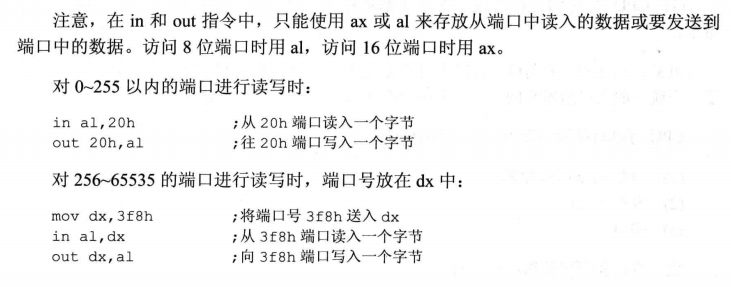 注意，在 in 和 out 指令中，只能使用 ax 或 al 来存放从端口中读入的数据或要发送到
端口中的数据。访问 8 位端口时用 al，访问 16 位端口时用 ax。
对 0~255 以内的端口进行读写时：
in al,20h ;从 20h 端口读入一个字节
out 20h,al ;往 20h 端口写入一个字节
对 256~65535 的端口进行读写时，端口号放在 dx 中：
mov dx,3f8h ;将端口号 3f8h 送入 dx
in al,dx ;从 3f8h 端口读入一个字节
out dx,al ;向 3f8h 端口写入一个字节